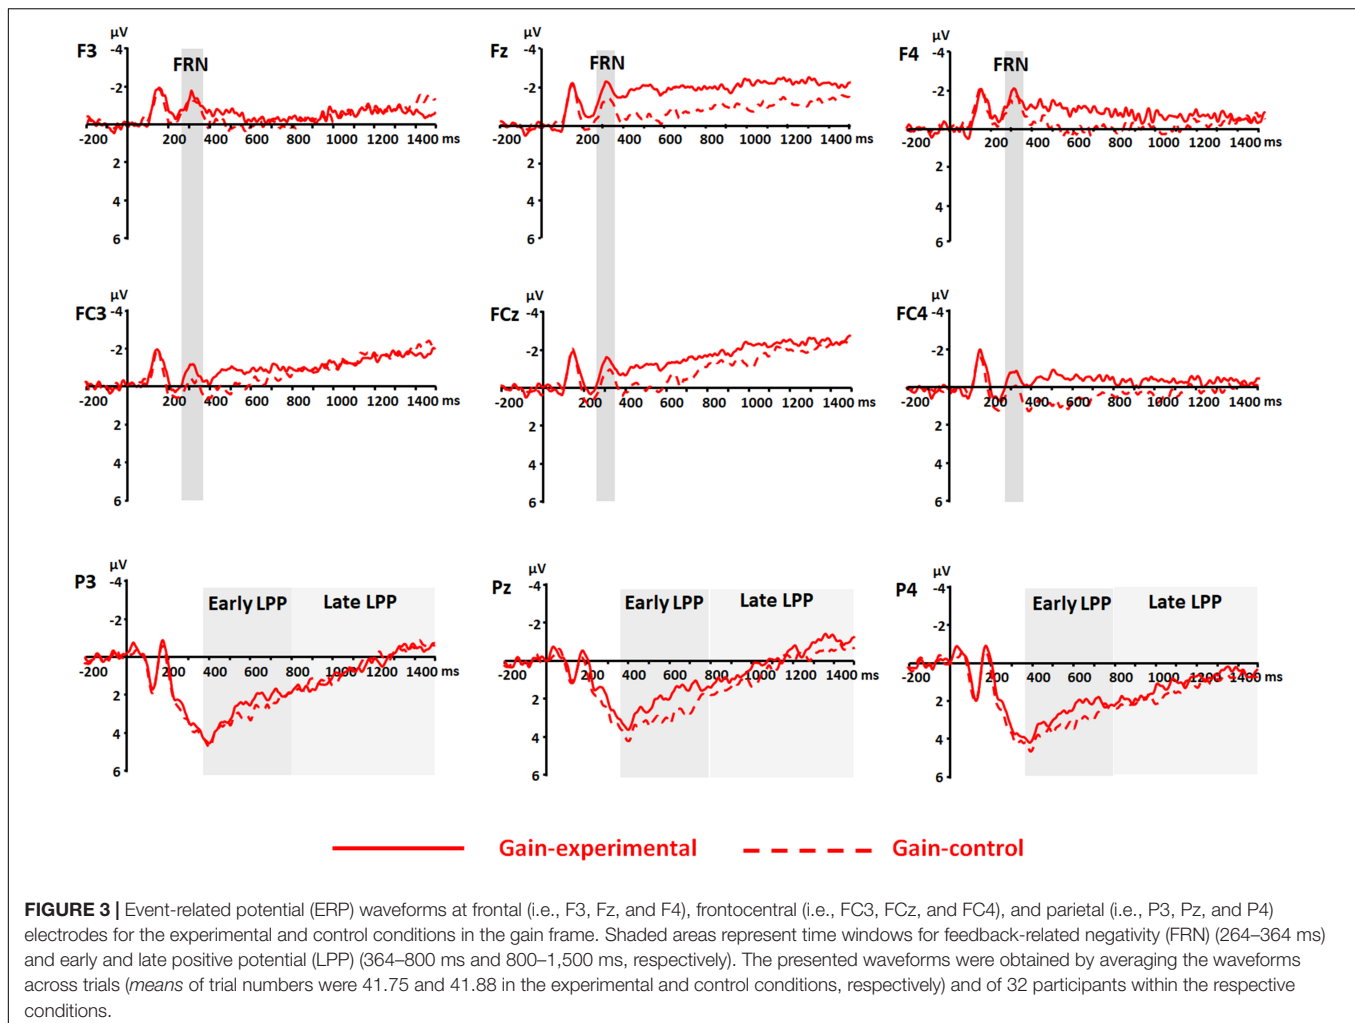 F3
µV
-4
FRN
-2
-200
200 400 600 800 1000 1200 1400 ms
2
4
6
Fz
µV
-4
FRN
-2
-200
200 400 600 800 1000 1200 1400 ms
2
4
6
F4
µV
-4
FRN
-2
-200
200 400 600 800 1000 1200 1400 ms
2
4
6
FC3
µV
-4
-2
-200
200 400 600 800 1000 1200 1400 ms
2
4
6
FCz
µV
-4
-2
-200
200 400 600 800 1000 1200 1400 ms
2
4
6
FC4
µV
-4
-2
-200
200 400 600 800 1000 1200 1400 ms
2
4
6
P3
µV
-4
Early LPP Late LPP
-2
-200
200 400 600 800 1000 1200 1400 ms
2
4
6
Pz
µV
-4
Early LPP Late LPP
-2
-200
200 400 600 800 1000 1200 1400 ms
2
4
6
P4
µV
-4
Early LPP Late LPP
-2
-200
200 400 600 800 1000 1200 1400 ms
2
4
6
Gain-experimental Gain-control
FIGURE 3 | Event-related potential (ERP) waveforms at frontal (i.e., F3, Fz, and F4), frontocentral (i.e., FC3, FCz, and FC4), and parietal (i.e., P3, Pz, and P4)
electrodes for the experimental and control conditions in the gain frame. Shaded areas represent time windows for feedback-related negativity (FRN) (264–364 ms)
and early and late positive potential (LPP) (364–800 ms and 800–1,500 ms, respectively). The presented waveforms were obtained by averaging the waveforms
across trials (means of trial numbers were 41.75 and 41.88 in the experimental and control conditions, respectively) and of 32 participants within the respective
conditions.